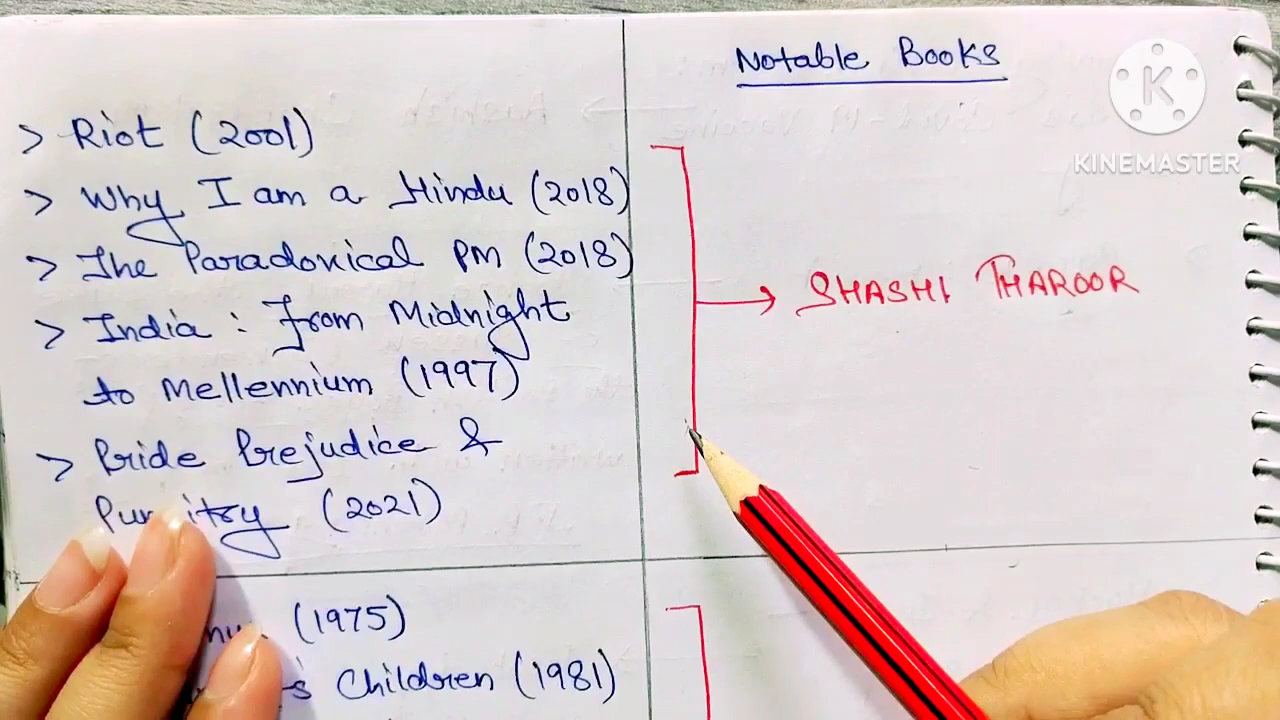 Notable Books
> Riot (2001)
> Why I am a Hindu (2018)
> The Paradoxical PM (2018)
> India : From Midnight
to Mellennium (1997)
> Pride Prejudice &
(2021)
→ SHASHI THAROOR
(1975)
Children (1981)
K
KINEMASTER